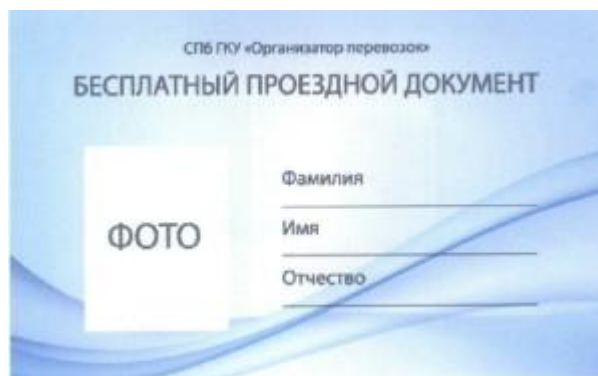 СПб ГКУ «Организатор перевозок»
БЕСПЛАТНЫЙ ПРОЕЗДНОЙ ДОКУМЕНТ
ФОТО
Фамилия
Имя
Отчество